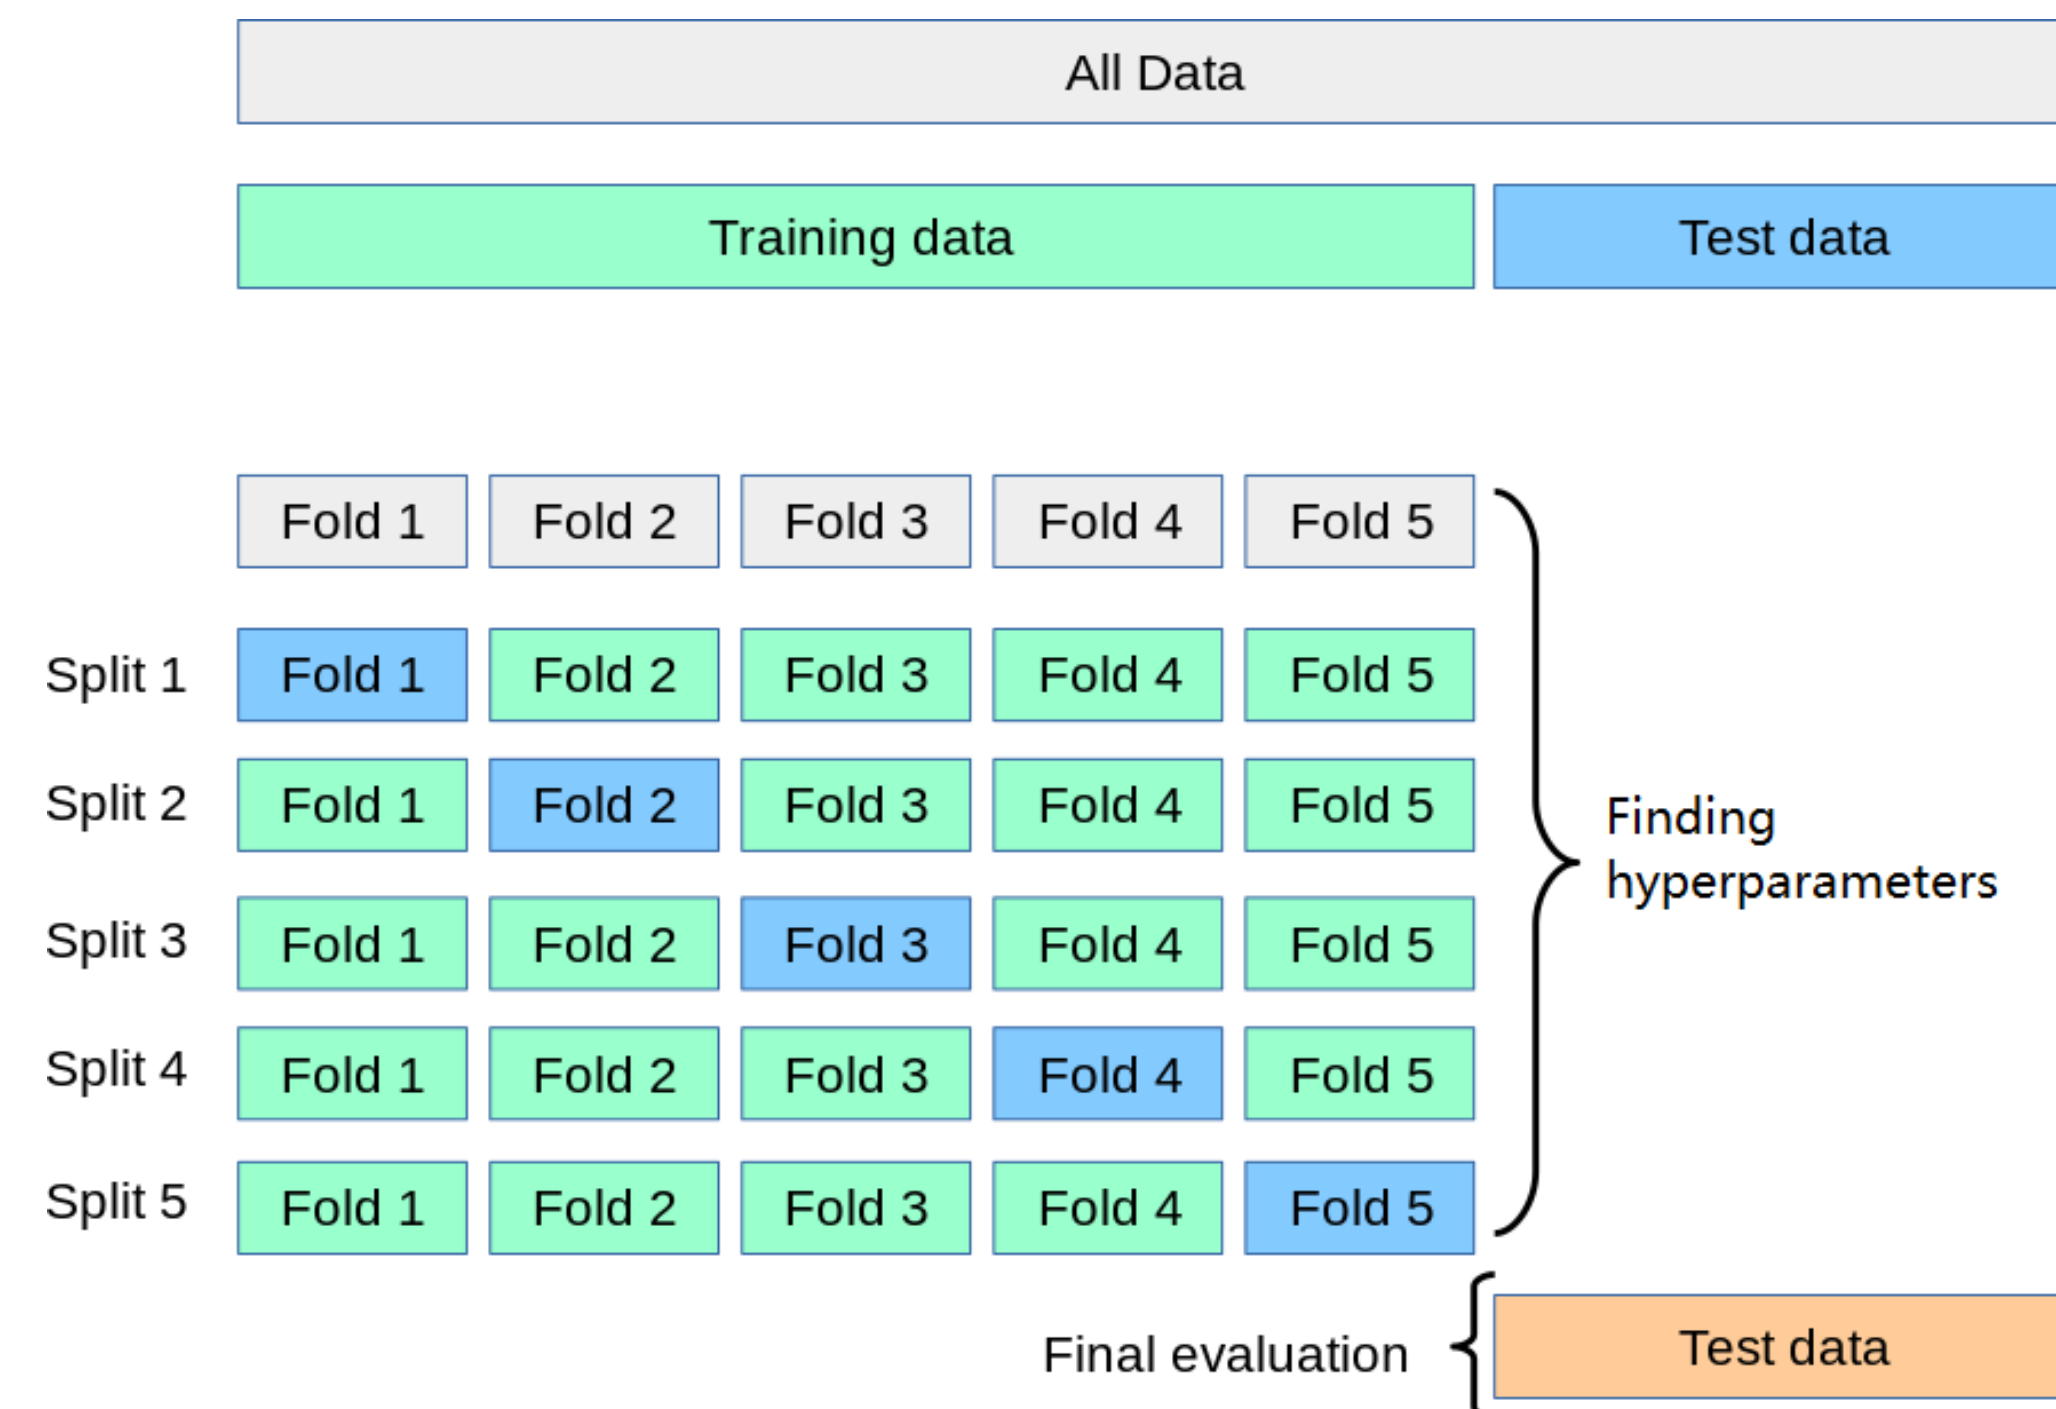 All Data
Training data Test data
Fold 1 Fold 2 Fold 3 Fold 4 Fold 5
Split 1 Fold 1 Fold 2 Fold 3 Fold 4 Fold 5
Split 2 Fold 1 Fold 2 Fold 3 Fold 4 Fold 5
Finding
hyperparameters
Split 3 Fold 1 Fold 2 Fold 3 Fold 4 Fold 5
Split 4 Fold 1 Fold 2 Fold 3 Fold 4 Fold 5
Split 5 Fold 1 Fold 2 Fold 3 Fold 4 Fold 5
Final evaluation Test data